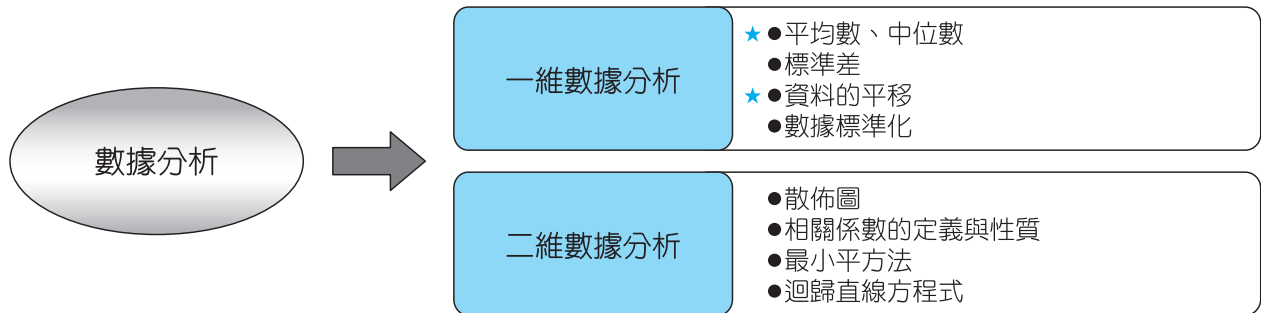 數據分析
一維數據分析
★ ●平均數、中位數
●標準差
★ ●資料的平移
●數據標準化
二維數據分析
●散佈圖
●相關係數的定義與性質
●最小平方法
●迴歸直線方程式